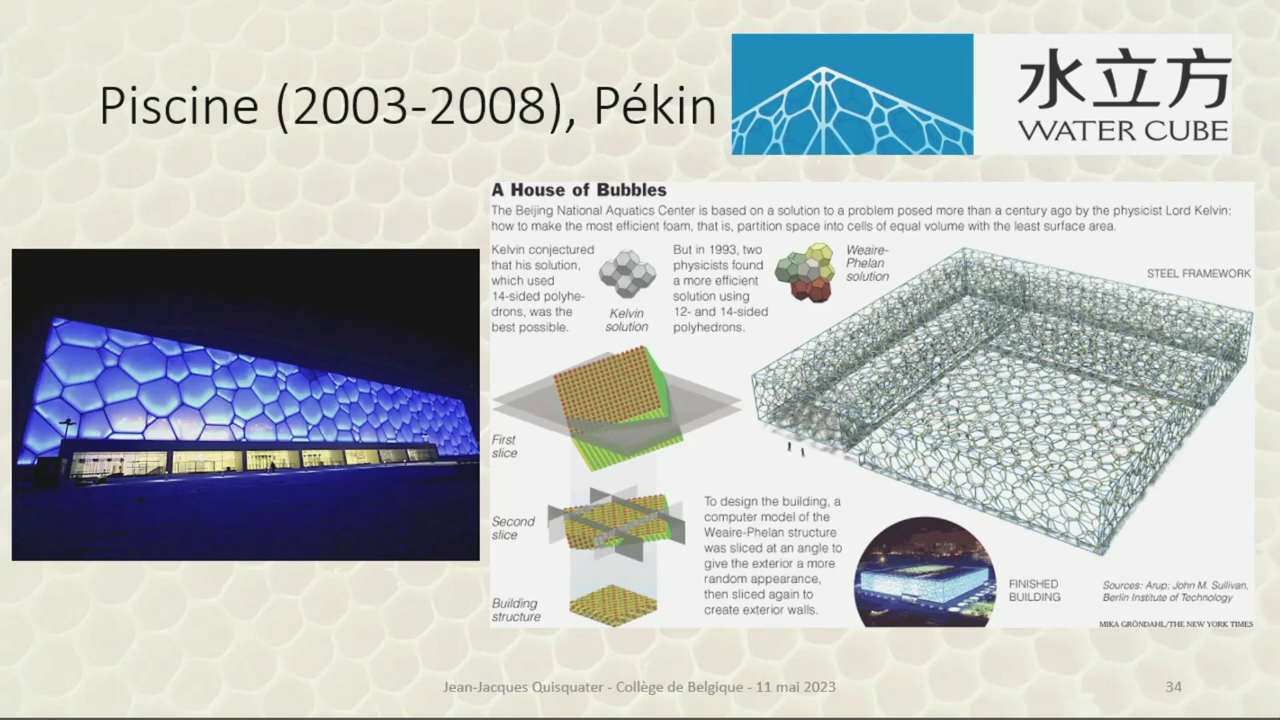 Piscine (2003-2008), Pékin
水立方
WATER CUBE
A House of Bubbles
The Beijing National Aquatics Center is based on a solution to a problem posed more than a century ago by the physicist Lord Kelvin:
how to make the most efficient foam, that is, partition space into cells of equal volume with the least surface area.
Kelvin conjectured
that his solution,
which used
14-sided polyhe-
drons, was the
best possible.
Kelvin
solution
But in 1993, two
physicists found
a more efficient
solution using
12- and 14-sided
polyhedrons.
Weaire-
Phelan
solution
STEEL FRAMEWORK
First
slice
Second
slice
Building
structure
To design the building, a
computer model of the
Weaire-Phelan structure
was sliced at an angle to
give the exterior a more
random appearance,
then sliced again to
create exterior walls.
FINISHED
BUILDING
Sources: Arup; John M. Sullivan,
Berlin Institute of Technology
MIKA GRÖNDAHL/THE NEW YORK TIMES
Jean-Jacques Quisquater - Collège de Belgique - 11 mai 2023
34